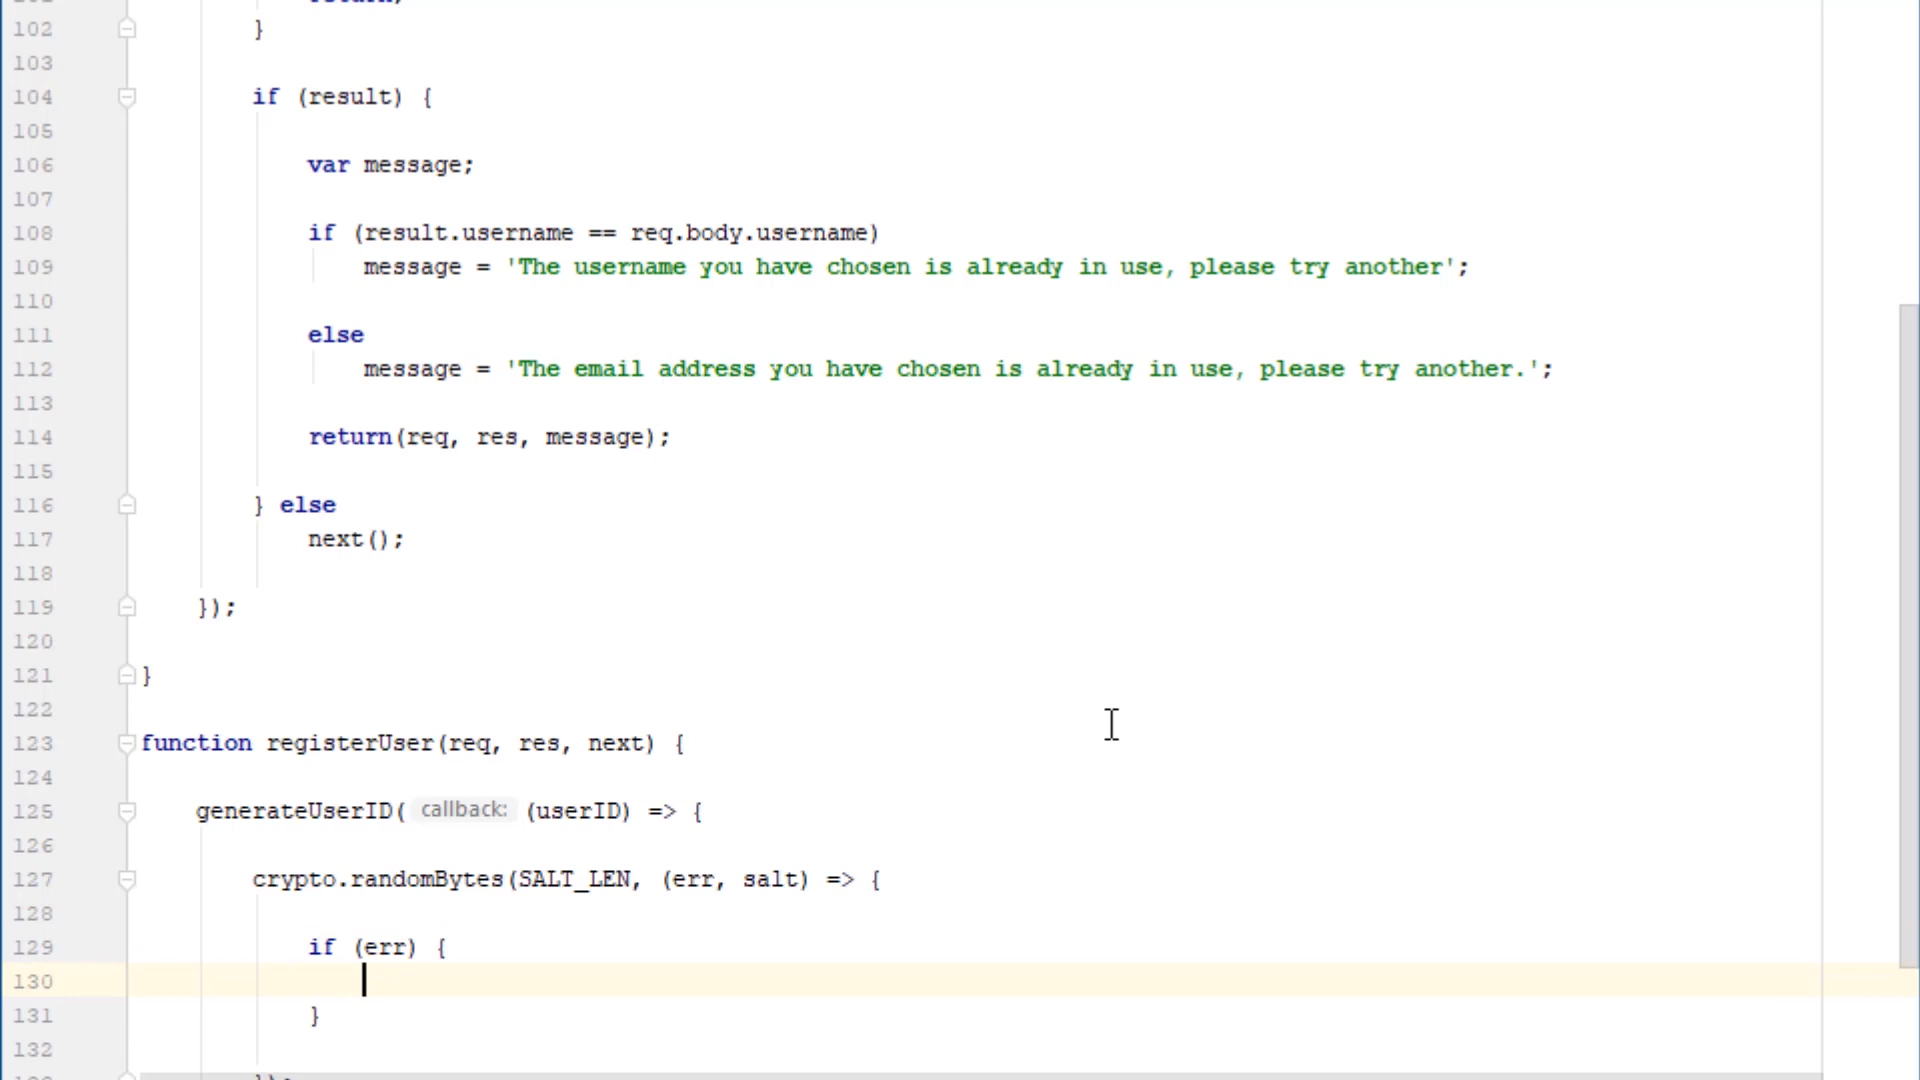 return;
102 }
103
104 if (result) {
105
106 var message;
107
108 if (result.username == req.body.username)
109 message = 'The username you have chosen is already in use, please try another';
110
111 else
112 message = 'The email address you have chosen is already in use, please try another.';
113
114 return(req, res, message);
115
116 } else
117 next();
118
119 });
120
121 }
122
123 function registerUser(req, res, next) {
124
125 generateUserID( callback: (userID) => {
126
127 crypto.randomBytes(SALT_LEN, (err, salt) => {
128
129 if (err) {
130
131 }
132
});